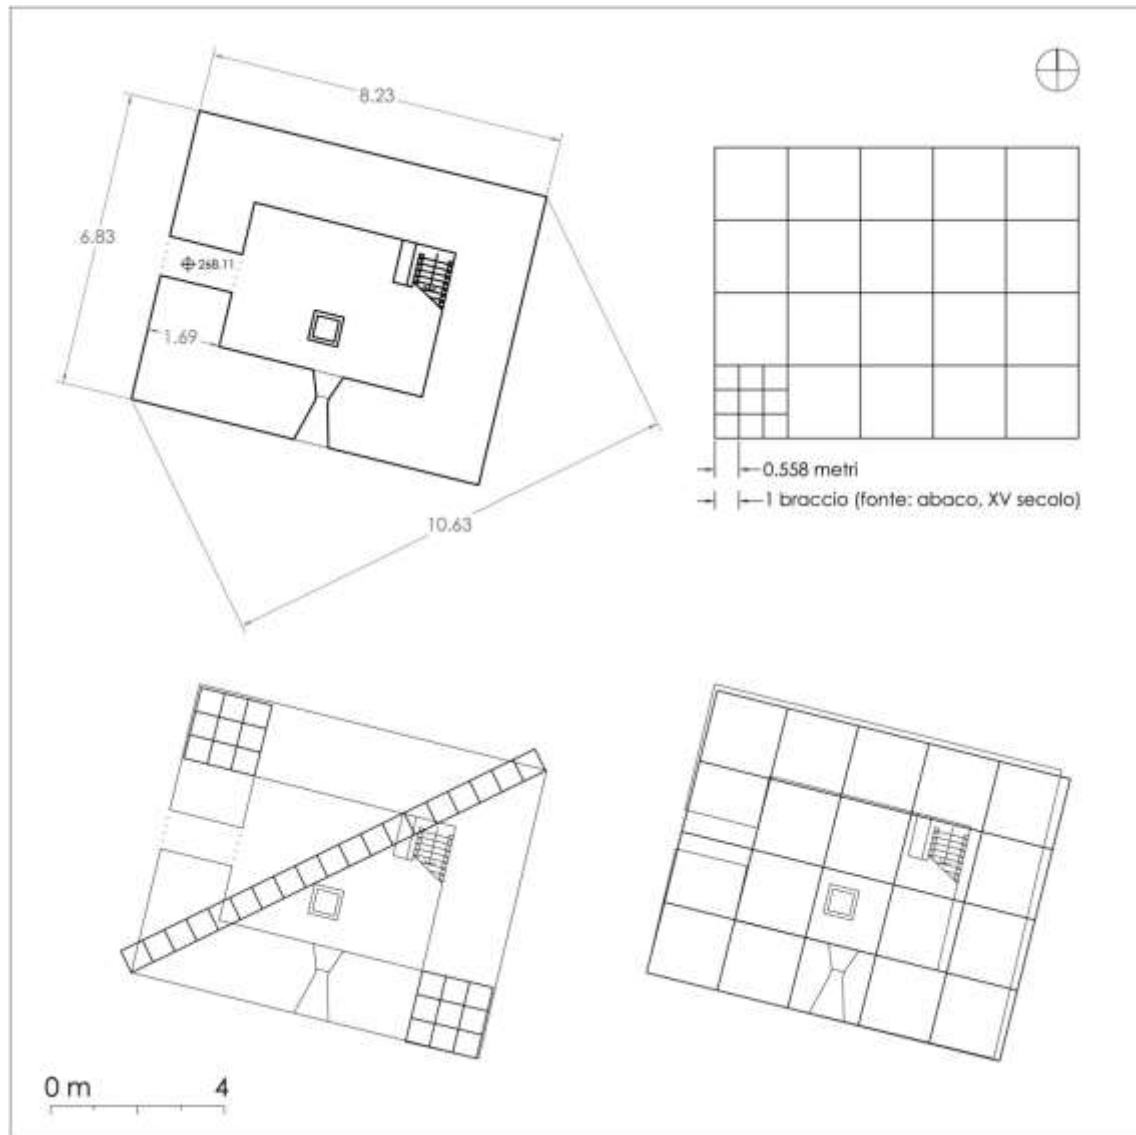 8.23
6.83
268.11
1.69
10.63
0.558 metri
1 braccio (fonte: abaco, XV secolo)
0 m 4